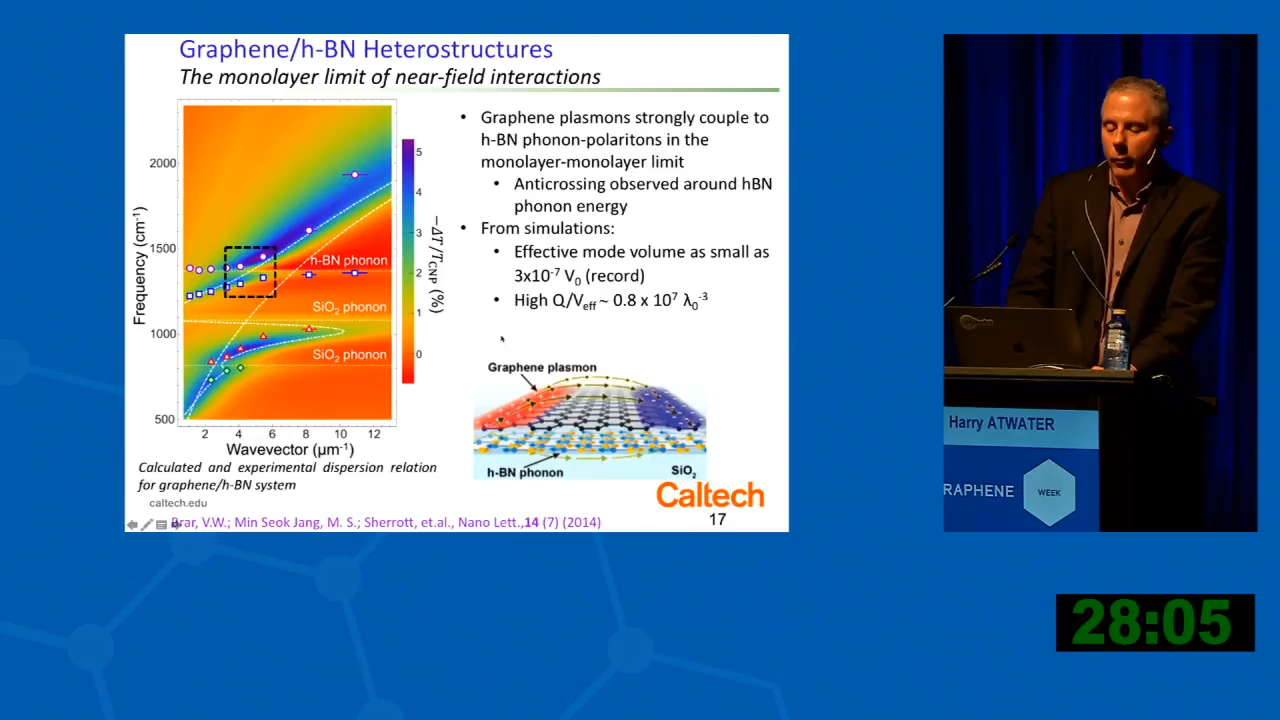 Graphene/h-BN Heterostructures
The monolayer limit of near-field interactions
2000
1500
1000
500
Frequency (cm-1)
2
4
6
8
10
12
Wavevector (µm-1)
h-BN phonon
SiO2 phonon
SiO2 phonon
5
4
3
2
1
0
−ΔT/TCNP (%)
Calculated and experimental dispersion relation
for graphene/h-BN system
• Graphene plasmons strongly couple to
h-BN phonon-polaritons in the
monolayer-monolayer limit
• Anticrossing observed around hBN
phonon energy
• From simulations:
• Effective mode volume as small as
3x10-7 V0 (record)
• High Q/Veff ~ 0.8 x 107 λ0-3
Graphene plasmon
h-BN phonon
SiO2
Caltech
caltech.edu
Brar, V.W.; Min Seok Jang, M. S.; Sherrott, et.al., Nano Lett.,14 (7) (2014)
17
Harry ATWATER
RAPHENE
WEEK
28:05